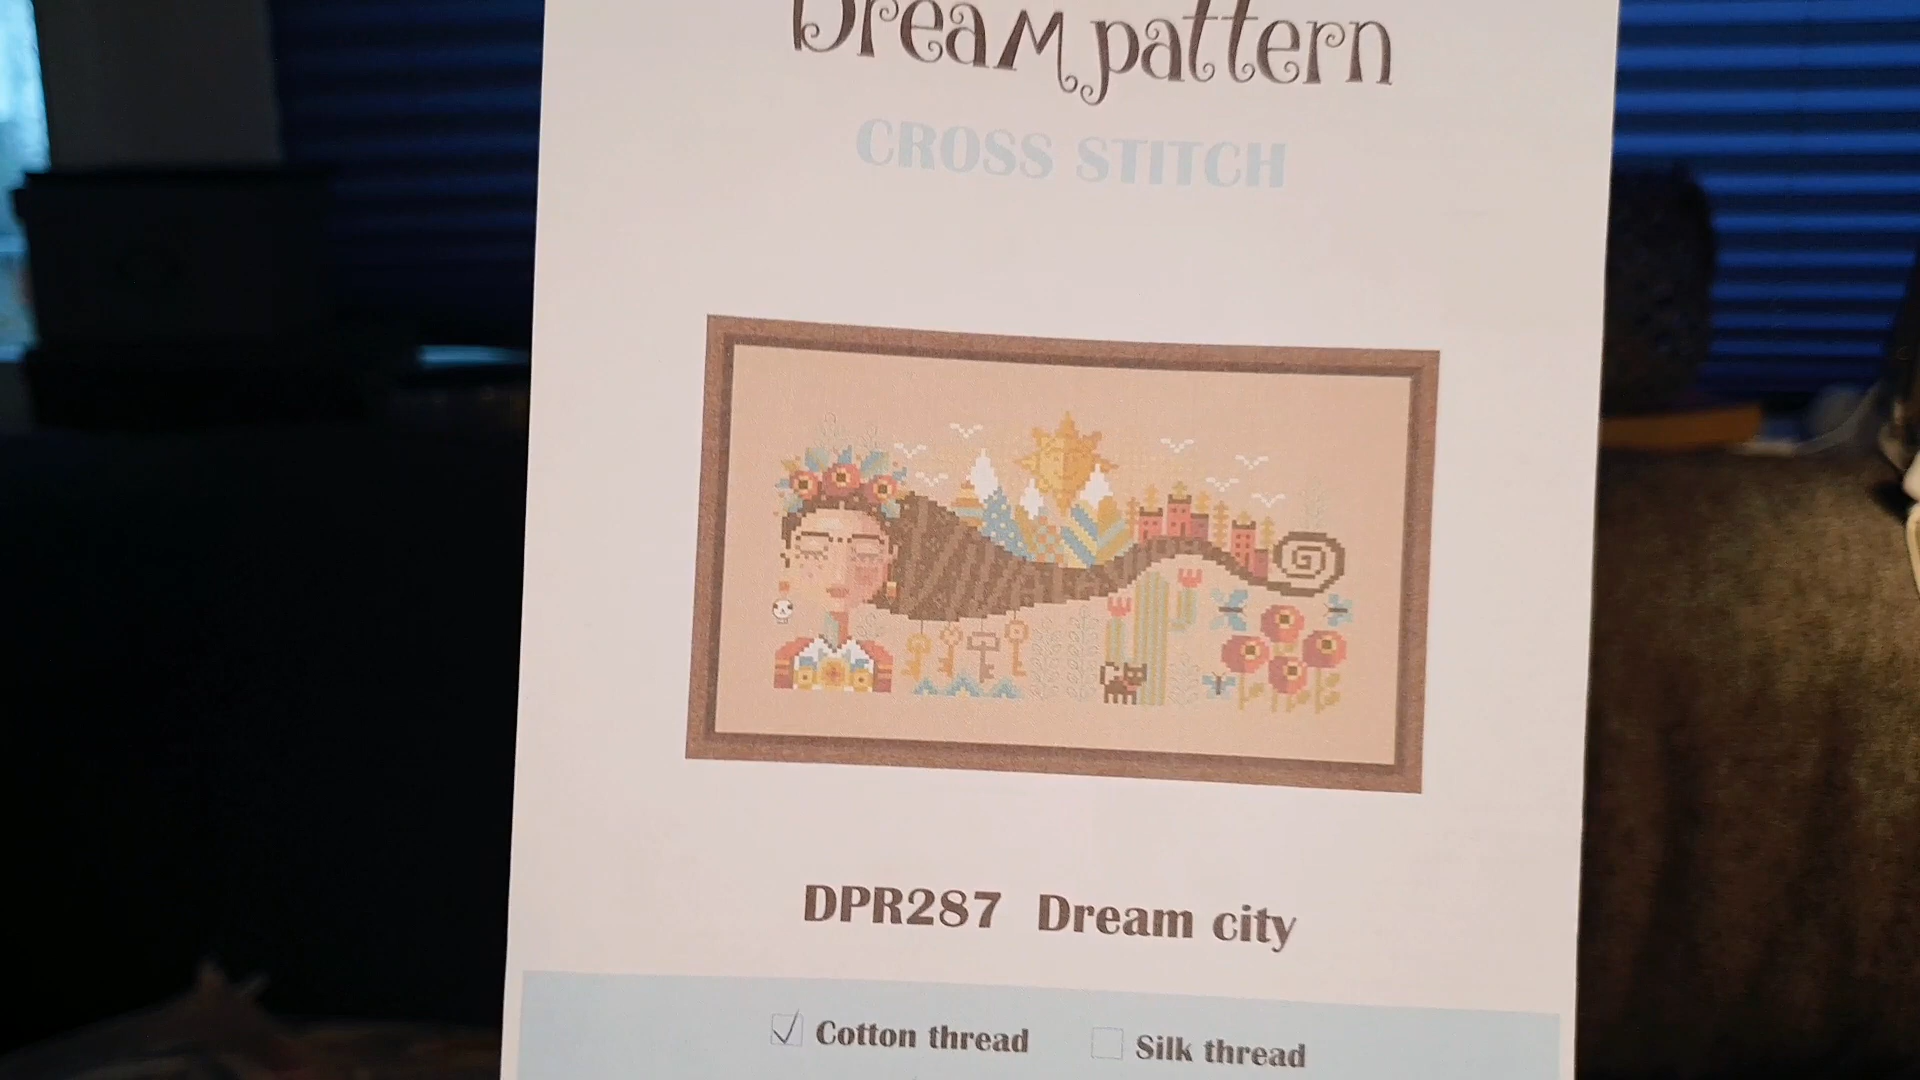 Dream pattern
CROSS STITCH
DPR287 Dream city
Cotton thread
Silk thread